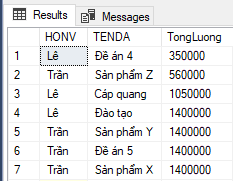 Results Messages
HONV TENDA TongLuong
1 Lê Đề án 4 350000
2 Trần Sản phẩm Z 560000
3 Lê Cáp quang 1050000
4 Lê Đào tạo 1400000
5 Trần Sản phẩm Y 1400000
6 Trần Đề án 5 1400000
7 Trần Sản phẩm X 1400000